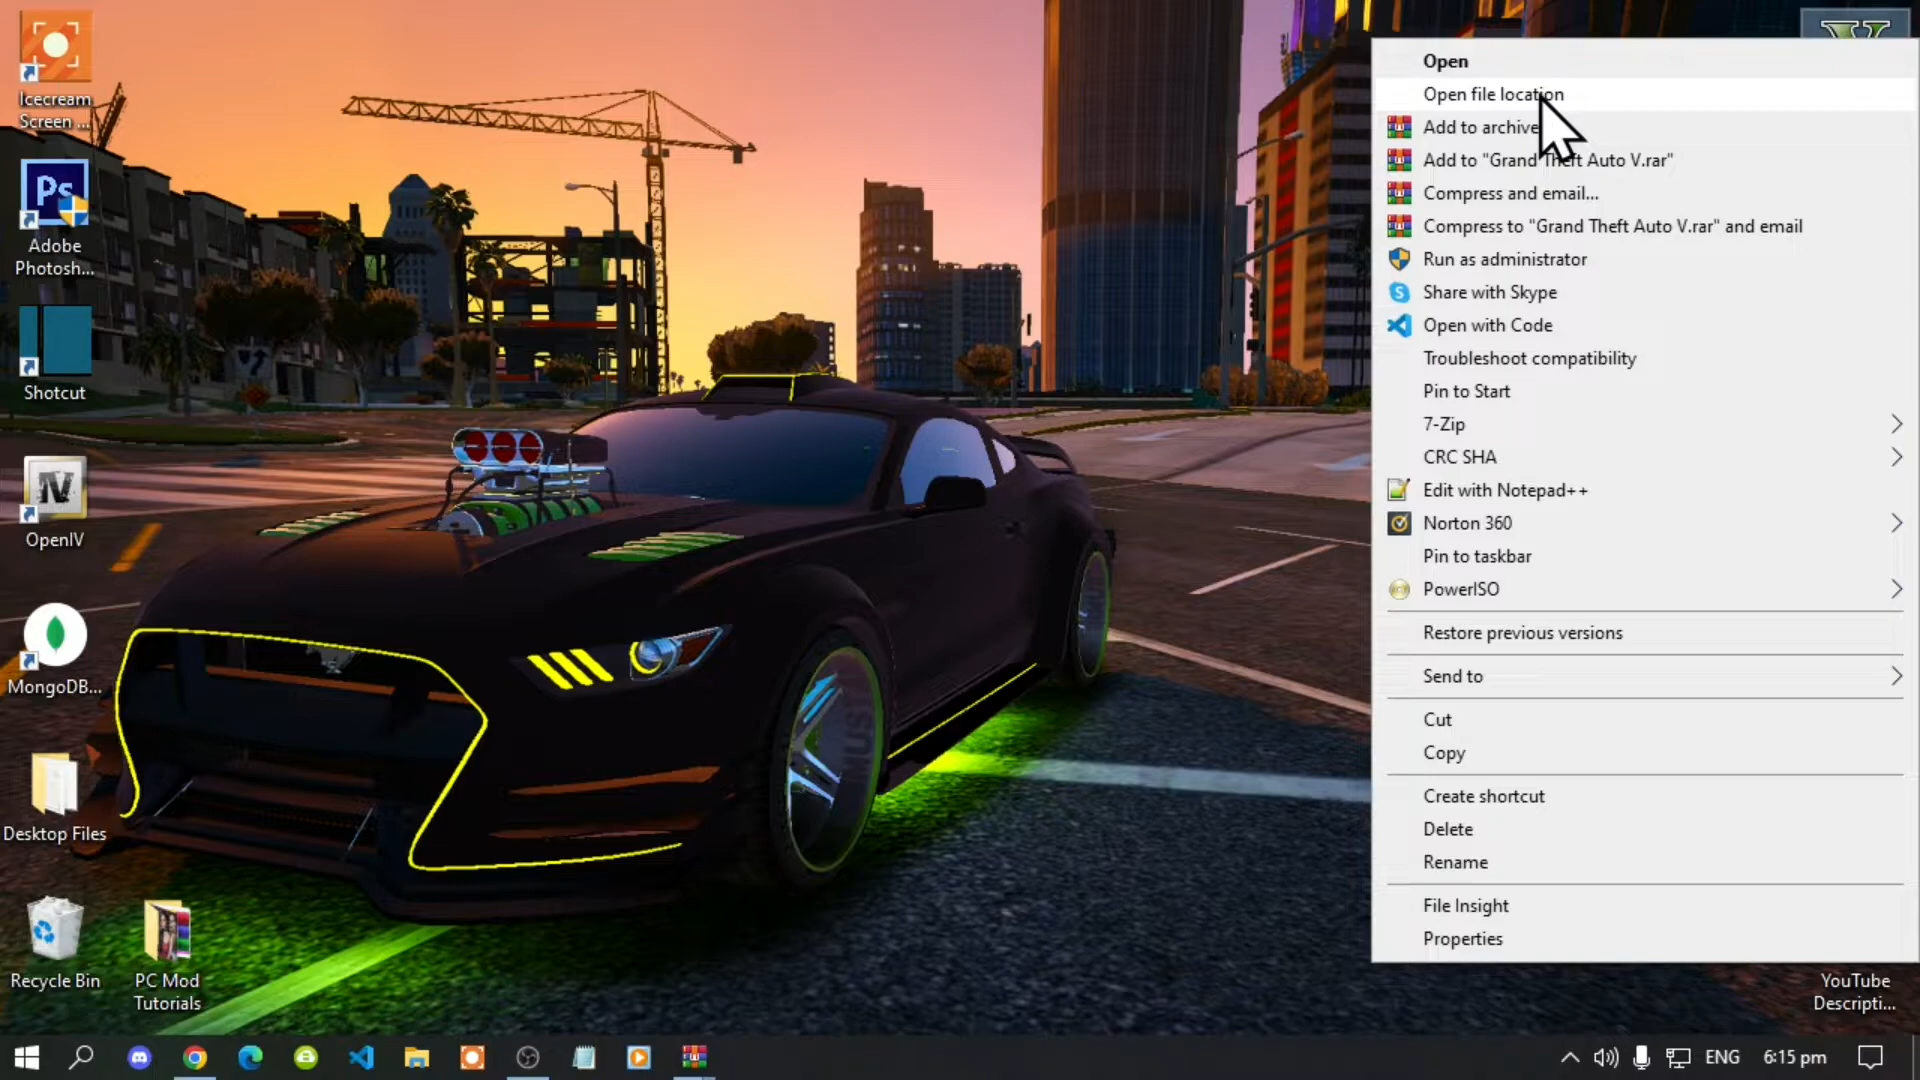 Icecream
Screen ...
Ps
Adobe
Photosh...
Shotcut
IV
OpenIV
MongoDB...
Desktop Files
Recycle Bin
PC Mod
Tutorials
V
Open
Open file location
Add to archive
Add to "Grand Theft Auto V.rar"
Compress and email...
Compress to "Grand Theft Auto V.rar" and email
Run as administrator
Share with Skype
Open with Code
Troubleshoot compatibility
Pin to Start
7-Zip
CRC SHA
Edit with Notepad++
Norton 360
Pin to taskbar
PowerISO
Restore previous versions
Send to
Cut
Copy
Create shortcut
Delete
Rename
File Insight
Properties
YouTube
Descripti...
ENG
6:15 pm